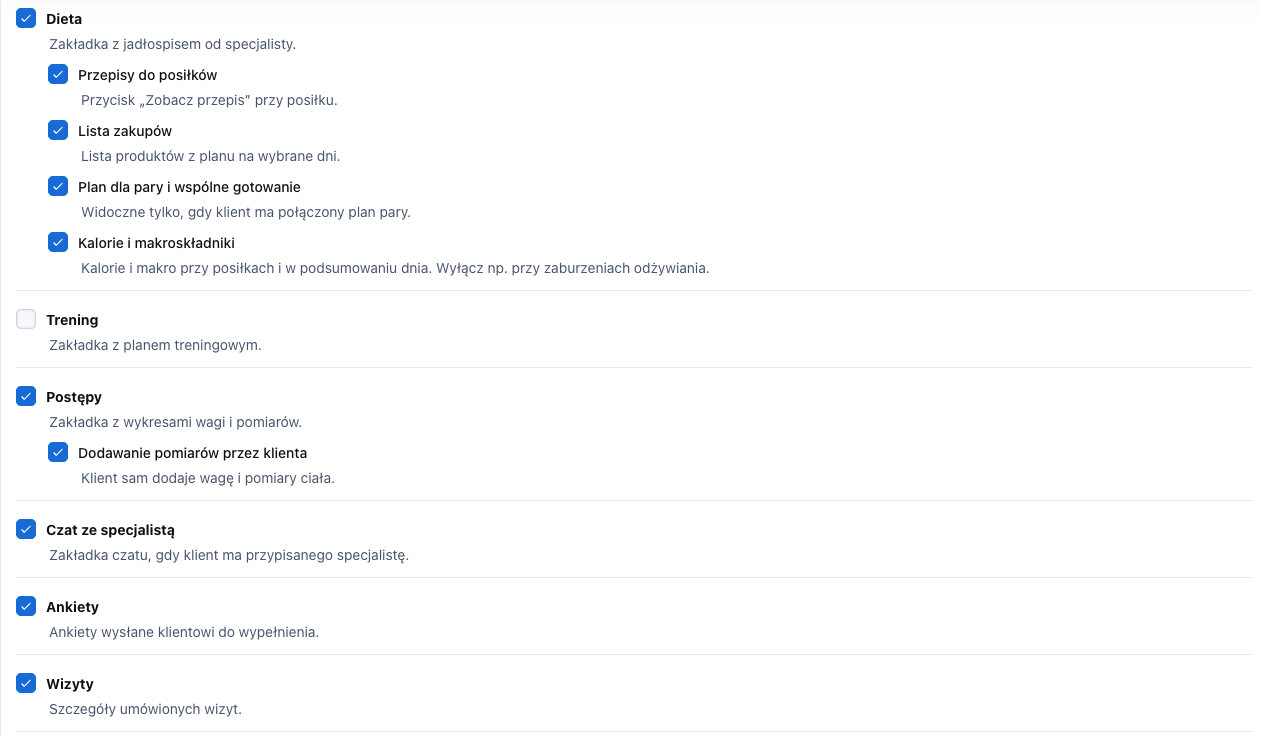 Dieta
Zakładka z jadłospisem od specjalisty.
Przepisy do posiłków
Przycisk „Zobacz przepis” przy posiłku.
Lista zakupów
Lista produktów z planu na wybrane dni.
Plan dla pary i wspólne gotowanie
Widoczne tylko, gdy klient ma połączony plan pary.
Kalorie i makroskładniki
Kalorie i makro przy posiłkach i w podsumowaniu dnia. Wyłącz np. przy zaburzeniach odżywiania.
Trening
Zakładka z planem treningowym.
Postępy
Zakładka z wykresami wagi i pomiarów.
Dodawanie pomiarów przez klienta
Klient sam dodaje wagę i pomiary ciała.
Czat ze specjalistą
Zakładka czatu, gdy klient ma przypisanego specjalistę.
Ankiety
Ankiety wysłane klientowi do wypełnienia.
Wizyty
Szczegóły umówionych wizyt.